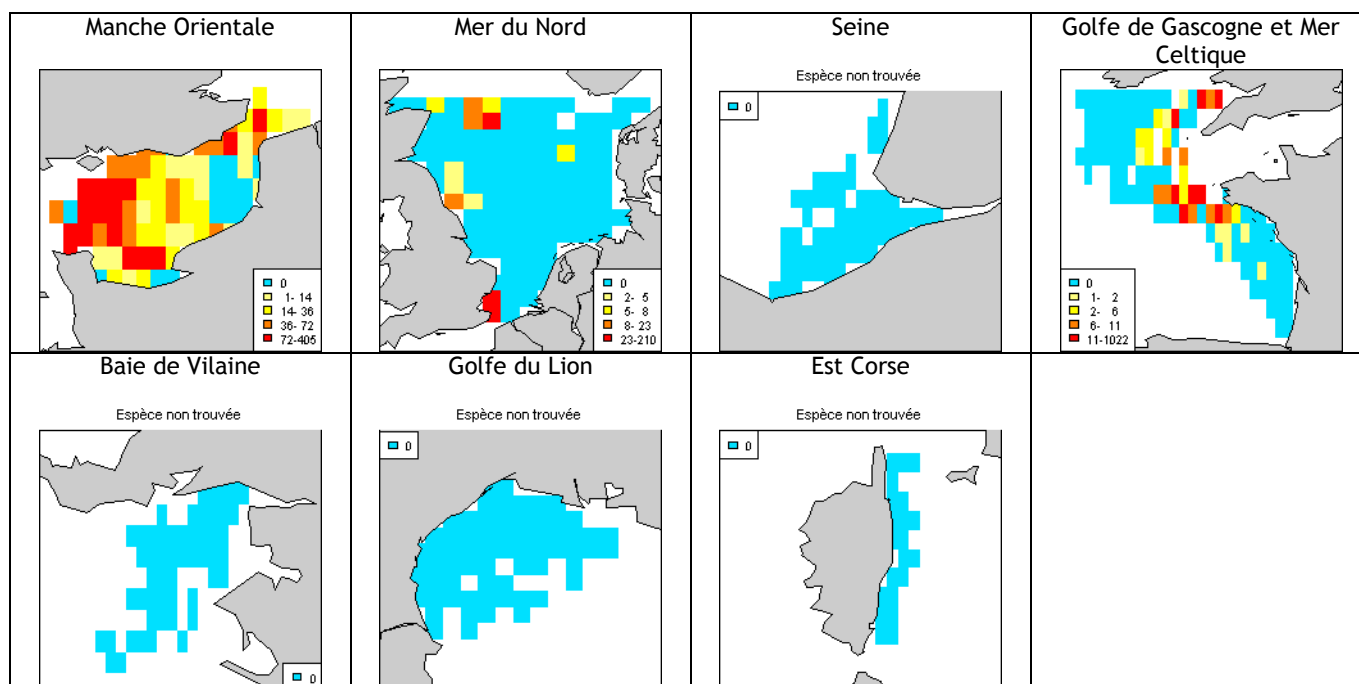 Manche Orientale
0
1- 14
14- 36
36- 72
72-405
Mer du Nord
0
2- 5
5- 8
8- 23
23-210
Seine
Espèce non trouvée
0
Golfe de Gascogne et Mer
Celtique
0
1- 2
2- 6
6- 11
11-1022
Baie de Vilaine
Espèce non trouvée
0
Golfe du Lion
Espèce non trouvée
0
Est Corse
Espèce non trouvée
0